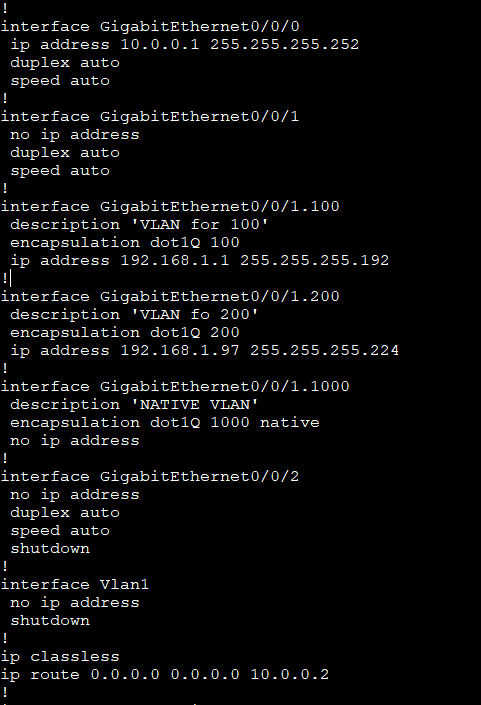 !
interface GigabitEthernet0/0/0
 ip address 10.0.0.1 255.255.255.252
 duplex auto
 speed auto
!
interface GigabitEthernet0/0/1
 no ip address
 duplex auto
 speed auto
!
interface GigabitEthernet0/0/1.100
 description 'VLAN for 100'
 encapsulation dot1Q 100
 ip address 192.168.1.1 255.255.255.192
!
interface GigabitEthernet0/0/1.200
 description 'VLAN fo 200'
 encapsulation dot1Q 200
 ip address 192.168.1.97 255.255.255.224
!
interface GigabitEthernet0/0/1.1000
 description 'NATIVE VLAN'
 encapsulation dot1Q 1000 native
 no ip address
!
interface GigabitEthernet0/0/2
 no ip address
 duplex auto
 speed auto
 shutdown
!
interface Vlan1
 no ip address
 shutdown
!
ip classless
ip route 0.0.0.0 0.0.0.0 10.0.0.2
!